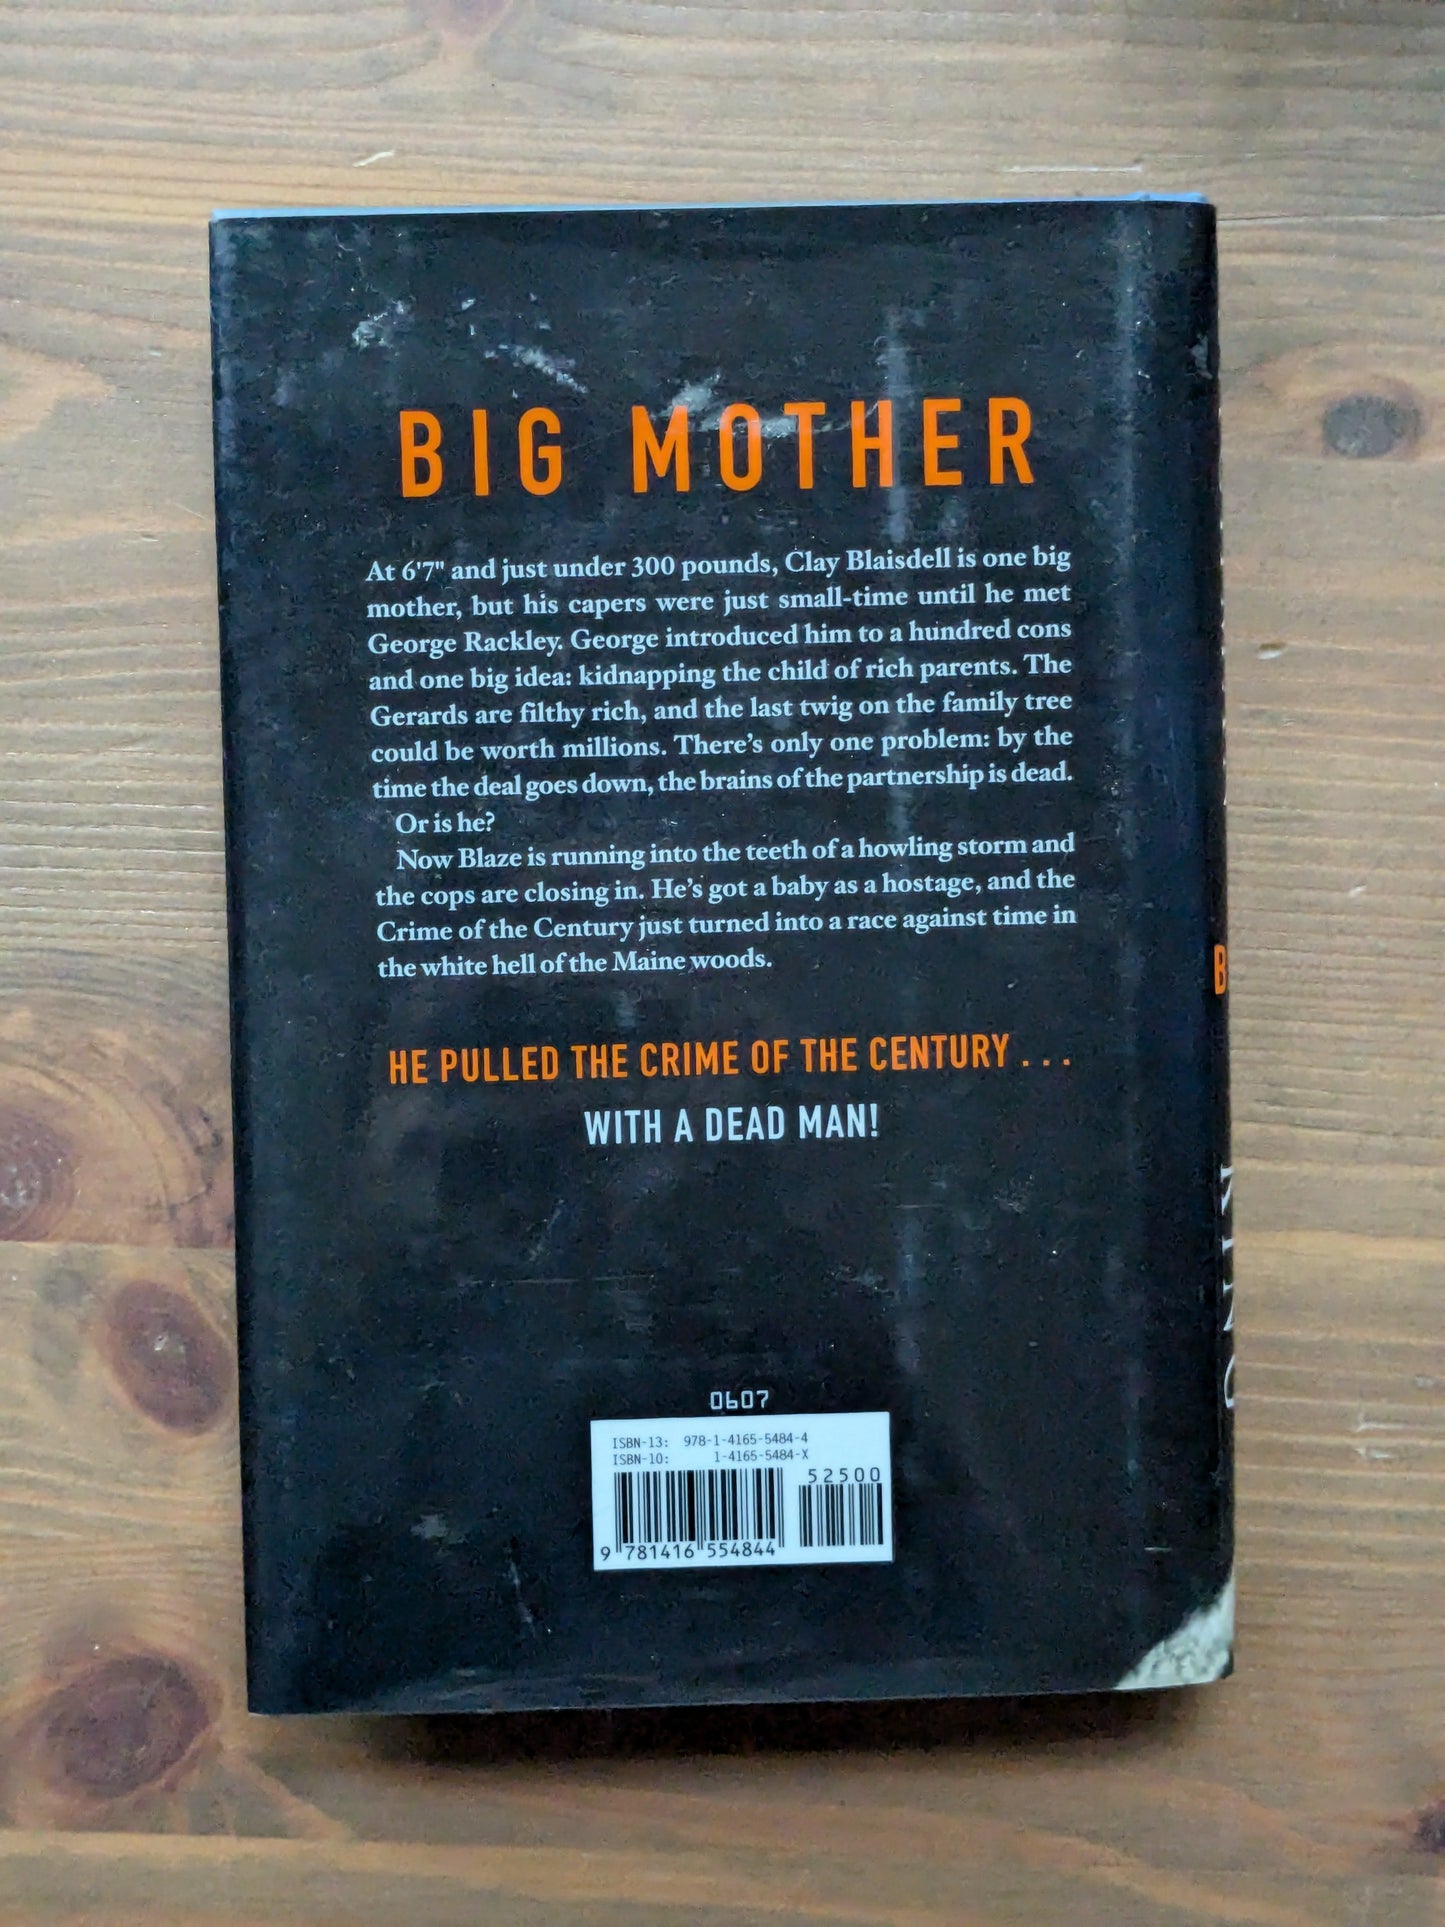 BIG MOTHER
At 6'7" and just under 300 pounds, Clay Blaisdell is one big
mother, but his capers were just small-time until he met
George Rackley. George introduced him to a hundred cons
and one big idea: kidnapping the child of rich parents. The
Gerards are filthy rich, and the last twig on the family tree
could be worth millions. There’s only one problem: by the
time the deal goes down, the brains of the partnership is dead.
Or is he?
Now Blaze is running into the teeth of a howling storm and
the cops are closing in. He’s got a baby as a hostage, and the
Crime of the Century just turned into a race against time in
the white hell of the Maine woods.
HE PULLED THE CRIME OF THE CENTURY . . .
WITH A DEAD MAN!
0607
ISBN-13: 978-1-4165-5484-4
ISBN-10: 1-4165-5484-X
52500
9 781416 554844
KING